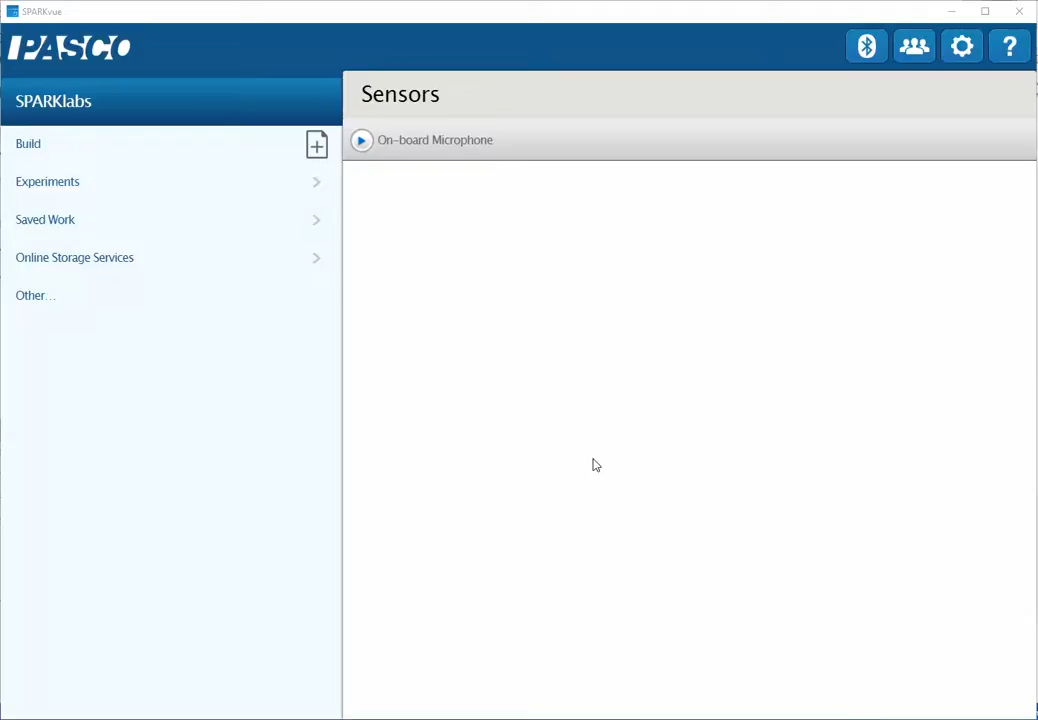 SPARKvue
PASCO
?
SPARKlabs
Sensors
Build
On-board Microphone
Experiments
Saved Work
Online Storage Services
Other...